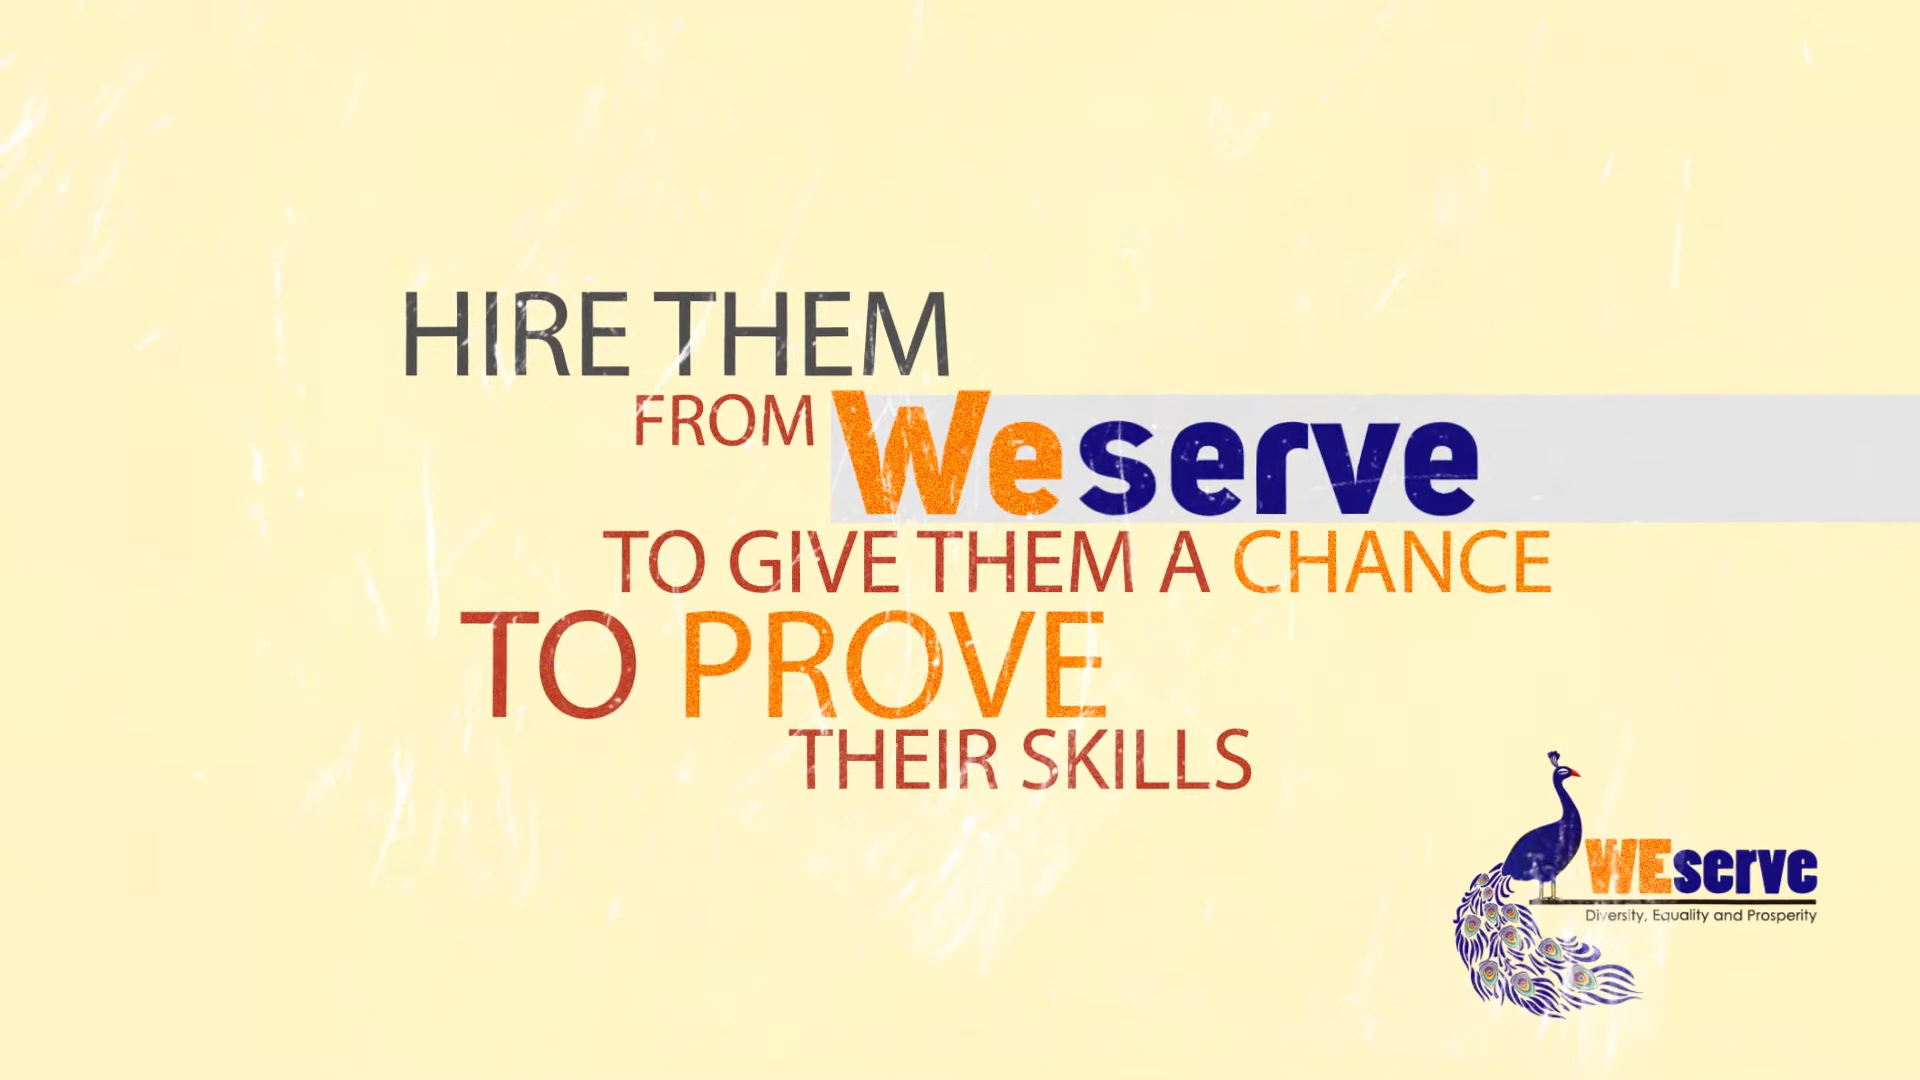 HIRE THEM
FROM Weserve
TO GIVE THEM A CHANCE
TO PROVE
THEIR SKILLS
WEserve
Diversity, Equality and Prosperity